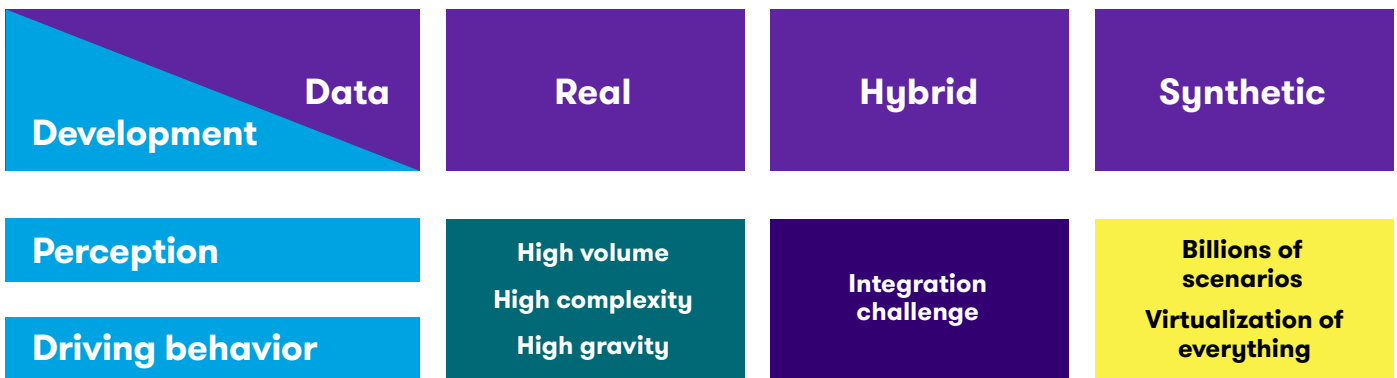 Data
Development
Real
Hybrid
Synthetic
Perception
Driving behavior
High volume
High complexity
High gravity
Integration
challenge
Billions of
scenarios
Virtualization of
everything